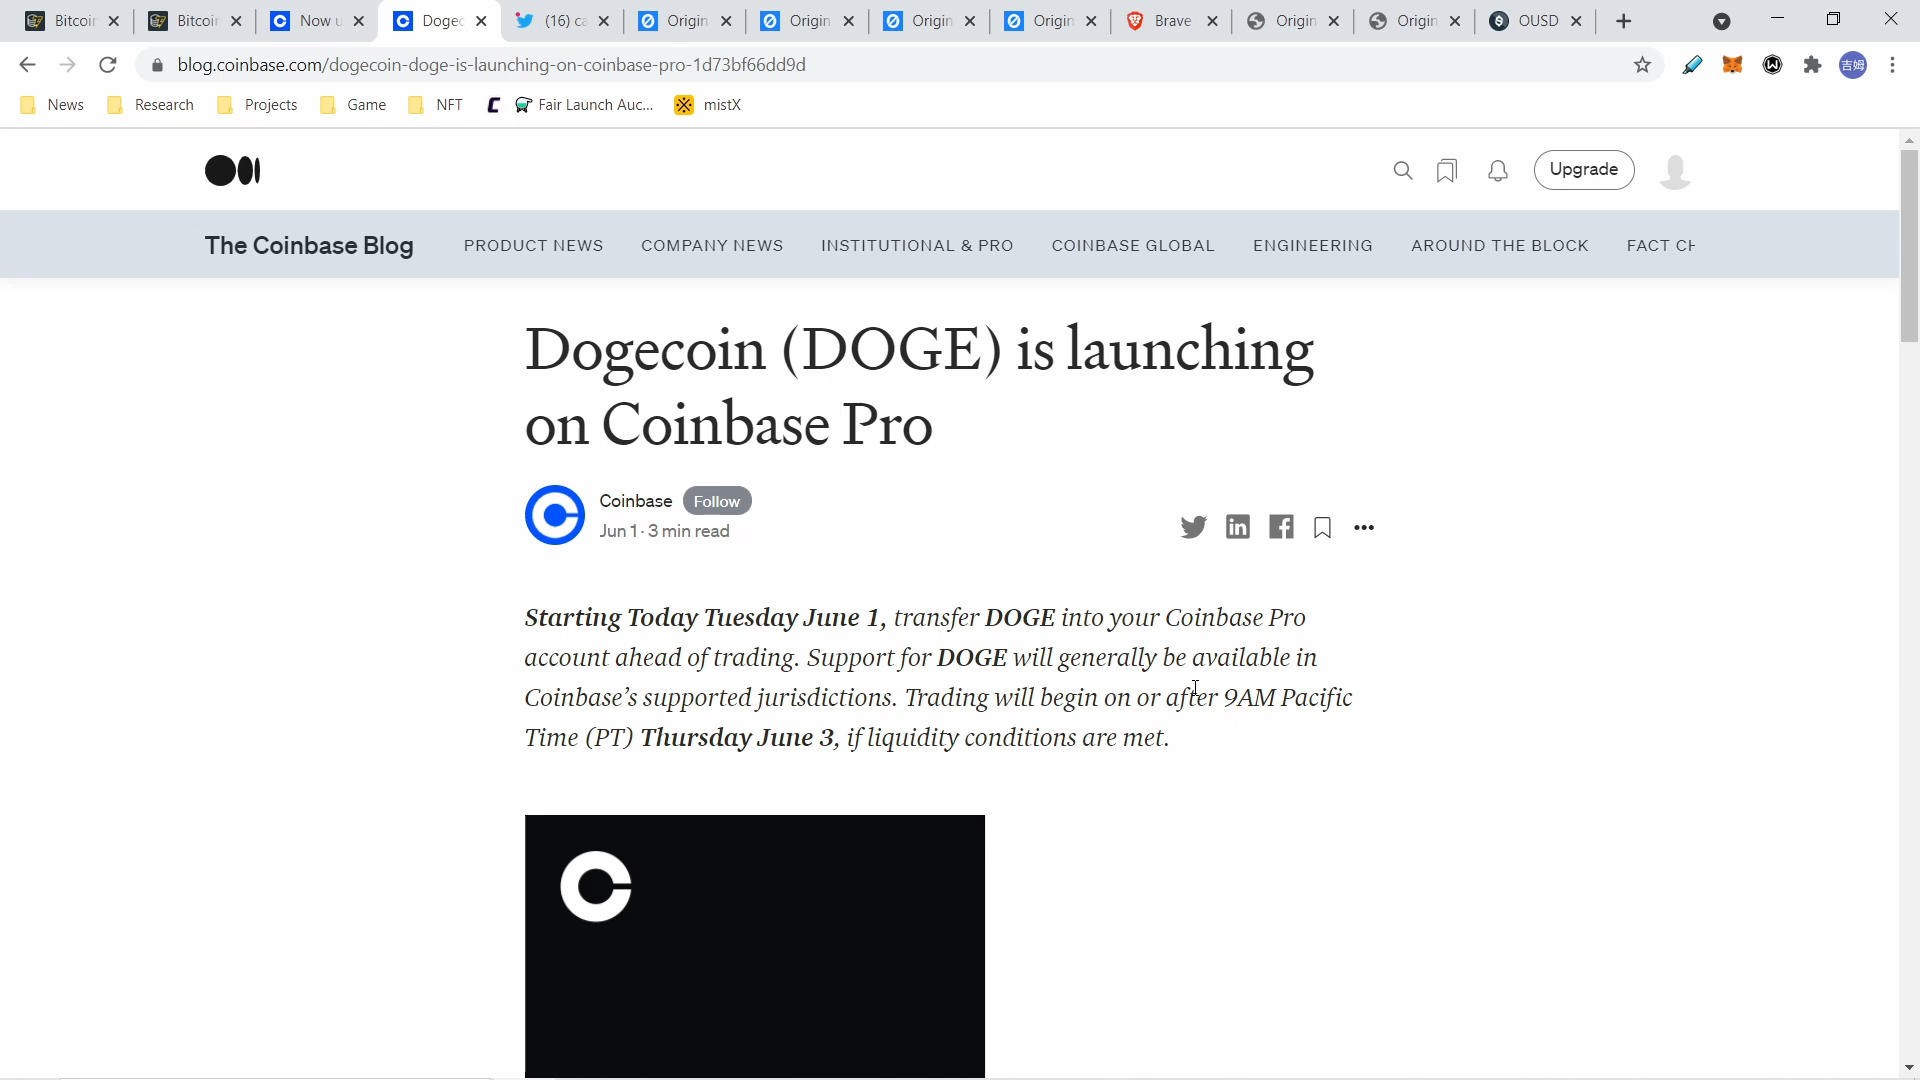 Bitcoin Bitcoin Now u Dogec (16) ca Origin Origin Origin Origin Brave Origin Origin OUSD
blog.coinbase.com/dogecoin-doge-is-launching-on-coinbase-pro-1d73bf66dd9d
吉姆
News Research Projects Game NFT Fair Launch Auc... mistX
Upgrade
The Coinbase Blog PRODUCT NEWS COMPANY NEWS INSTITUTIONAL & PRO COINBASE GLOBAL ENGINEERING AROUND THE BLOCK FACT CH
Dogecoin (DOGE) is launching
on Coinbase Pro
Coinbase Follow
Jun 1 · 3 min read
Starting Today Tuesday June 1, transfer DOGE into your Coinbase Pro
account ahead of trading. Support for DOGE will generally be available in
Coinbase’s supported jurisdictions. Trading will begin on or after 9AM Pacific
Time (PT) Thursday June 3, if liquidity conditions are met.